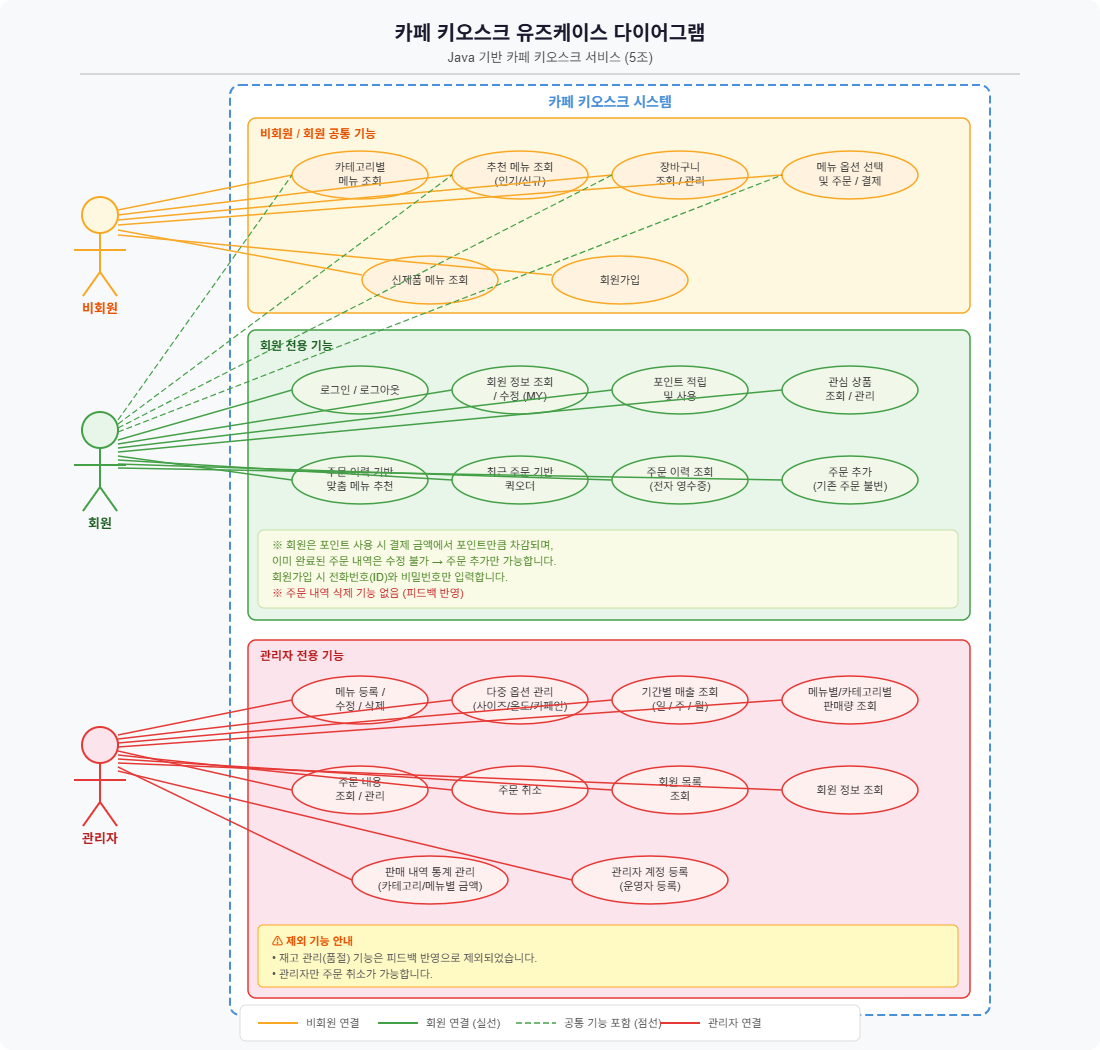 카페 키오스크 유즈케이스 다이어그램
Java 기반 카페 키오스크 서비스 (5조)
카페 키오스크 시스템
비회원 / 회원 공통 기능
카테고리별
메뉴 조회
추천 메뉴 조회
(인기/신규)
장바구니
조회 / 관리
메뉴 옵션 선택
및 주문 / 결제
비회원
신제품 메뉴 조회
회원가입
회원 전용 기능
로그인 / 로그아웃
회원 정보 조회
/ 수정 (MY)
포인트 적립
및 사용
관심 상품
조회 / 관리
회원
주문 이력 기반
맞춤 메뉴 추천
최근 주문 기반
퀵오더
주문 이력 조회
(전자 영수증)
주문 추가
(기존 주문 불변)
※ 회원은 포인트 사용 시 결제 금액에서 포인트만큼 차감되며,
이미 완료된 주문 내역은 수정 불가 → 주문 추가만 가능합니다.
회원가입 시 전화번호(ID)와 비밀번호만 입력합니다.
※ 주문 내역 삭제 기능 없음 (피드백 반영)
관리자 전용 기능
메뉴 등록 /
수정 / 삭제
다중 옵션 관리
(사이즈/온도/카페인)
기간별 매출 조회
(일 / 주 / 월)
메뉴별/카테고리별
판매량 조회
관리자
주문 내용
조회 / 관리
주문 취소
회원 목록
조회
회원 정보 조회
판매 내역 통계 관리
(카테고리/메뉴별 금액)
관리자 계정 등록
(운영자 등록)
⚠ 제외 기능 안내
• 재고 관리(품절) 기능은 피드백 반영으로 제외되었습니다.
• 관리자만 주문 취소가 가능합니다.
비회원 연결
회원 연결 (실선)
공통 기능 포함 (점선)
관리자 연결